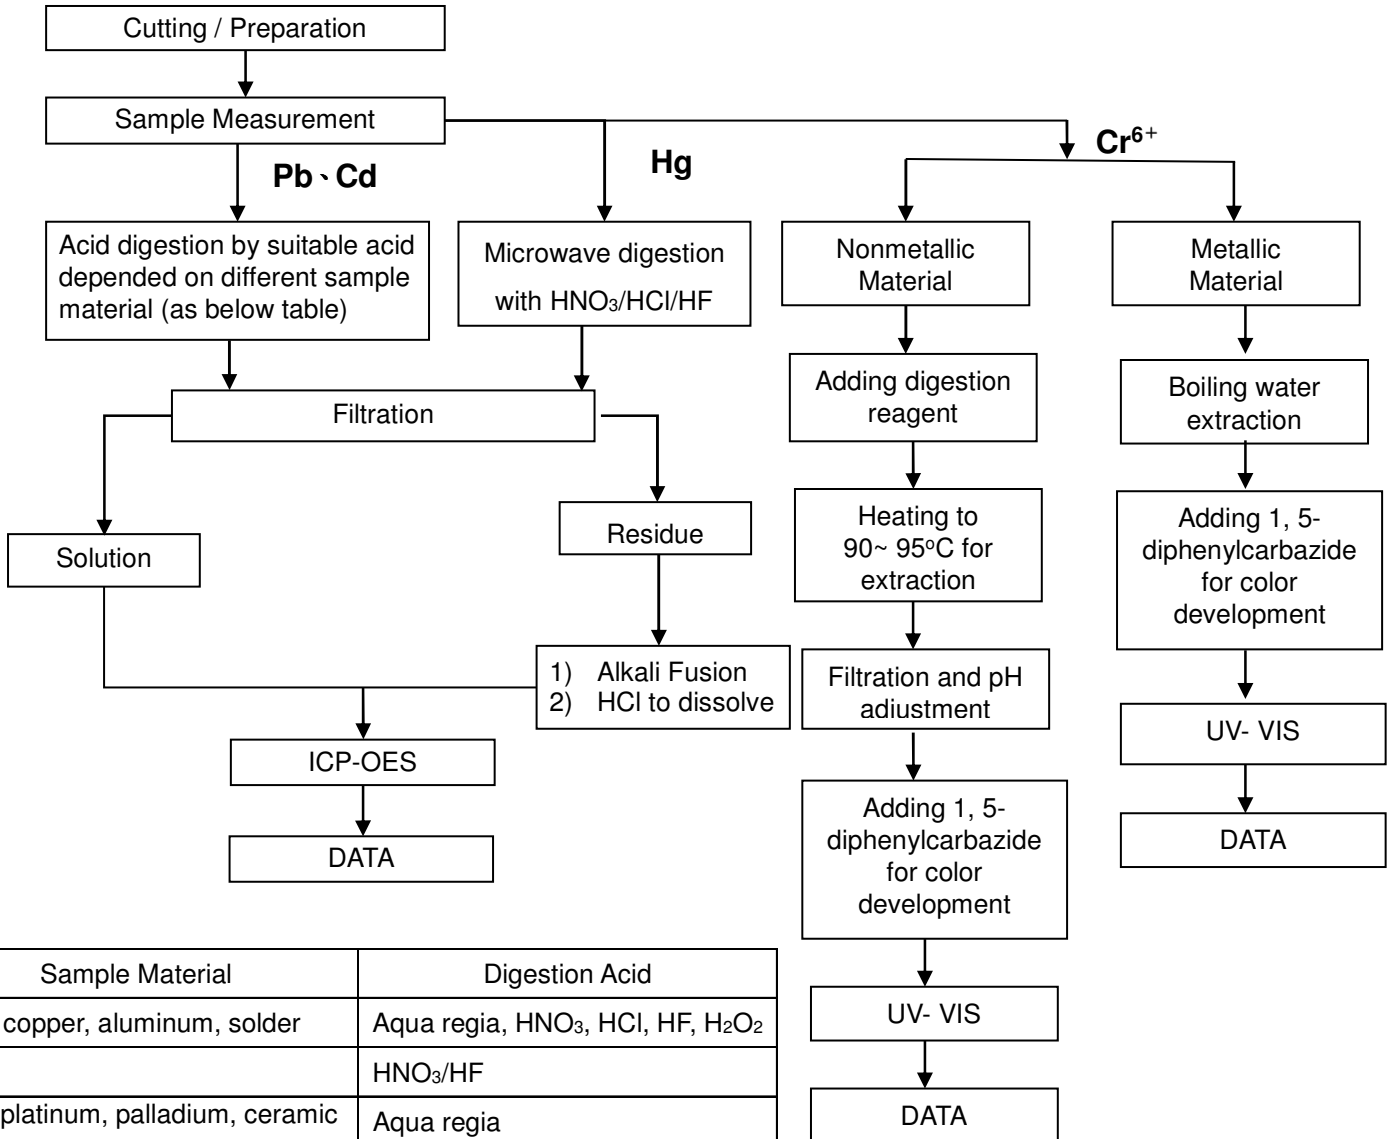 Cutting / Preparation
Sample Measurement
Pb、Cd
Hg
Cr⁶⁺
Acid digestion by suitable acid
depended on different sample
material (as below table)
Microwave digestion
with HNO₃/HCl/HF
Nonmetallic
Material
Metallic
Material
Filtration
Adding digestion
reagent
Boiling water
extraction
Solution
Residue
Heating to
90~ 95ºC for
extraction
Adding 1, 5-
diphenylcarbazide
for color
development
1) Alkali Fusion
2) HCl to dissolve
Filtration and pH
adjustment
UV- VIS
ICP-OES
DATA
DATA
Adding 1, 5-
diphenylcarbazide
for color
development
UV- VIS
DATA
Sample Material Digestion Acid
copper, aluminum, solder Aqua regia, HNO₃, HCl, HF, H₂O₂
HNO₃/HF
platinum, palladium, ceramic Aqua regia